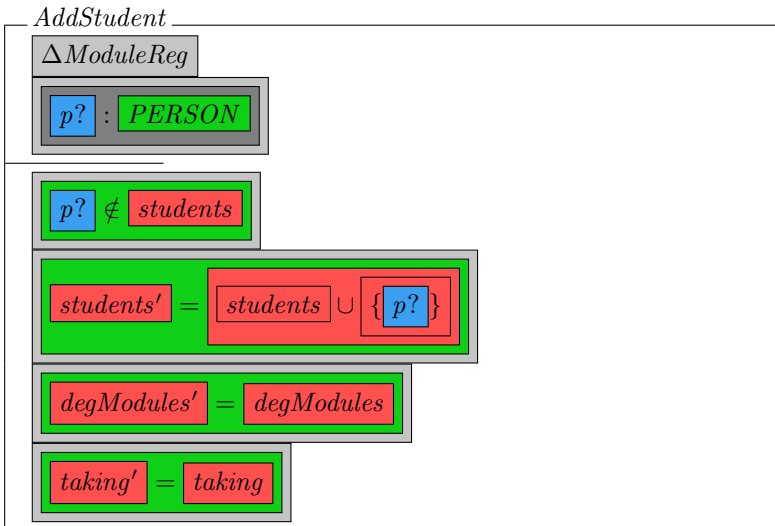 AddStudent
ΔModuleReg
p? : PERSON
p? ∉ students
students′ = students ∪ {p?}
degModules′ = degModules
taking′ = taking